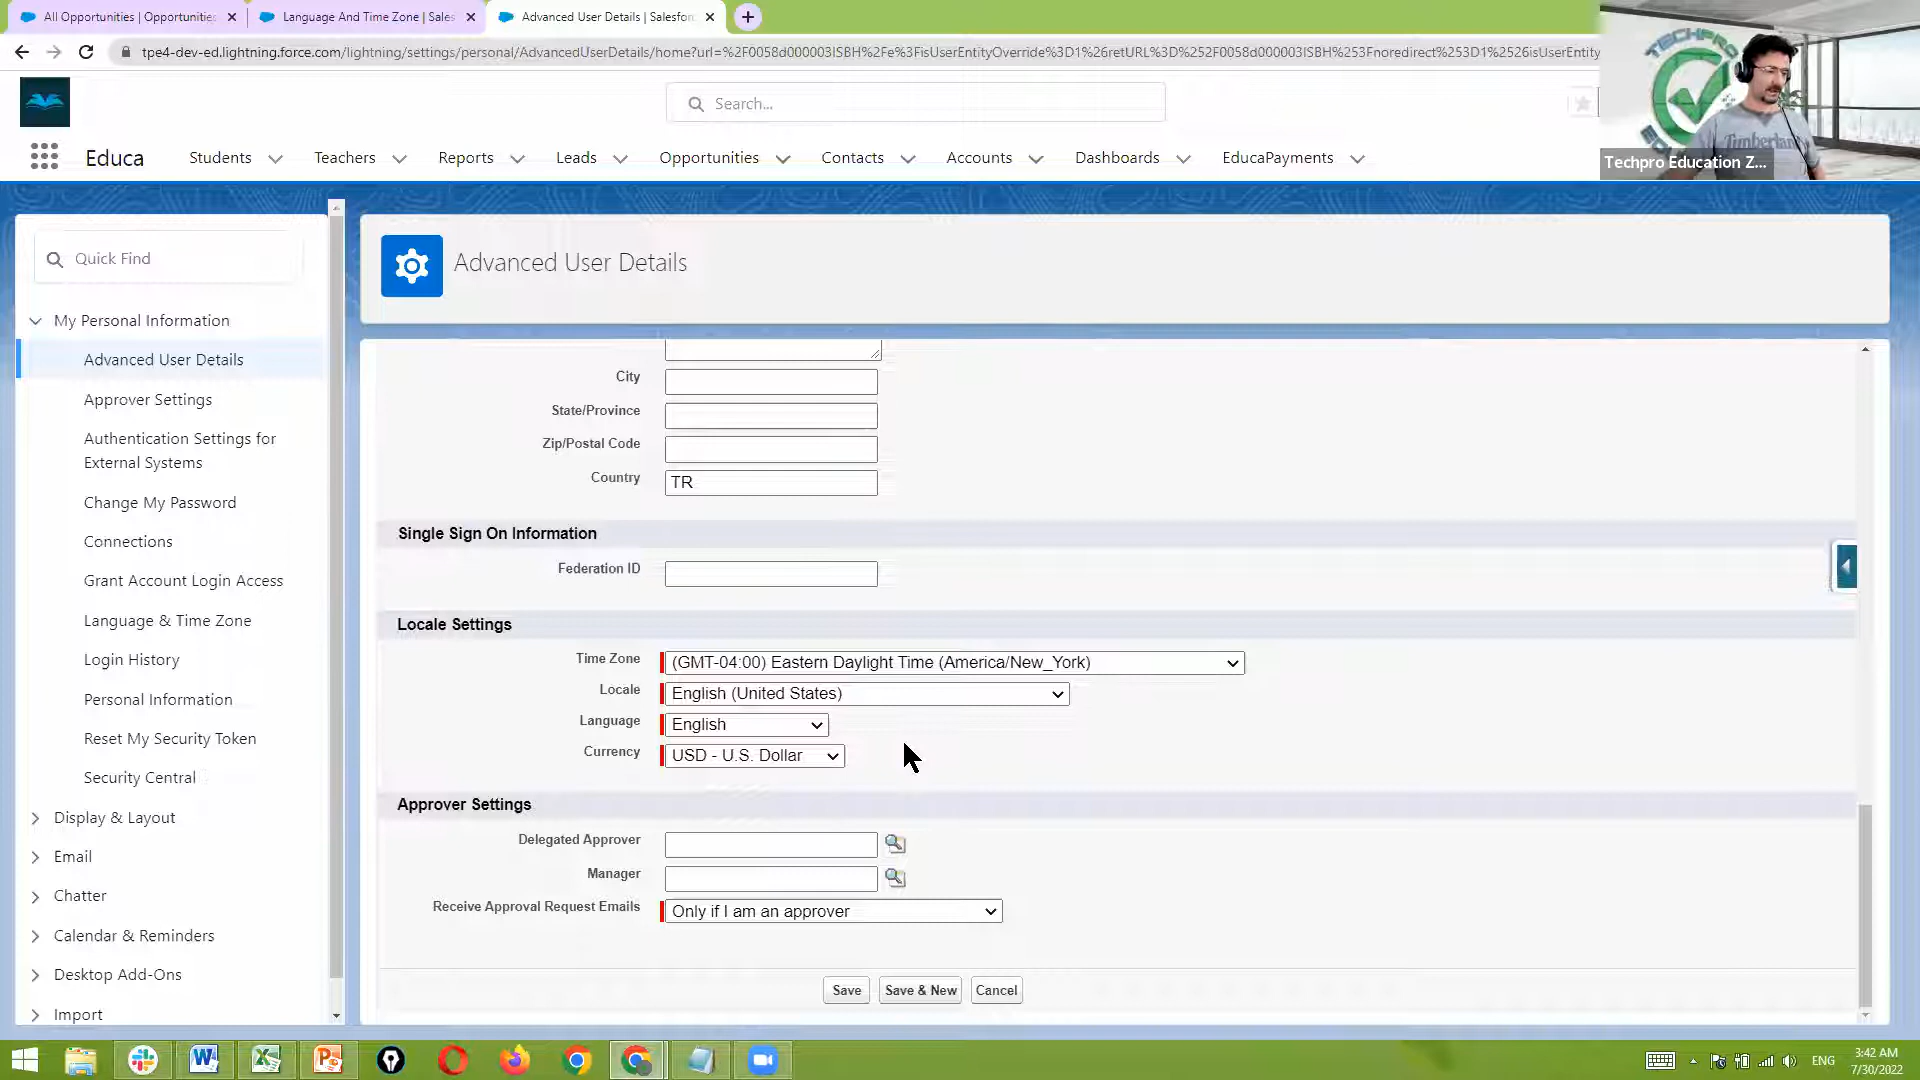 All Opportunities | Opportunities
Language And Time Zone | Sales
Advanced User Details | Salesfor
tpe4-dev-ed.lightning.force.com/lightning/settings/personal/AdvancedUserDetails/home?url=%2F0058d000003ISBH%2Fe%3FisUserEntityOverride%3D1%26retURL%3D%252F0058d000003ISBH%253Fnoredirect%253D1%2526isUserEntity
Search...
TECHPRO
Timberland
Techpro Education Z...
Educa
Students
Teachers
Reports
Leads
Opportunities
Contacts
Accounts
Dashboards
EducaPayments
Quick Find
My Personal Information
Advanced User Details
Approver Settings
Authentication Settings for
External Systems
Change My Password
Connections
Grant Account Login Access
Language & Time Zone
Login History
Personal Information
Reset My Security Token
Security Central
Display & Layout
Email
Chatter
Calendar & Reminders
Desktop Add-Ons
Import
Advanced User Details
City
State/Province
Zip/Postal Code
Country TR
Single Sign On Information
Federation ID
Locale Settings
Time Zone (GMT-04:00) Eastern Daylight Time (America/New_York)
Locale English (United States)
Language English
Currency USD - U.S. Dollar
Approver Settings
Delegated Approver
Manager
Receive Approval Request Emails Only if I am an approver
Save Save & New Cancel
ENG
3:42 AM
7/30/2022